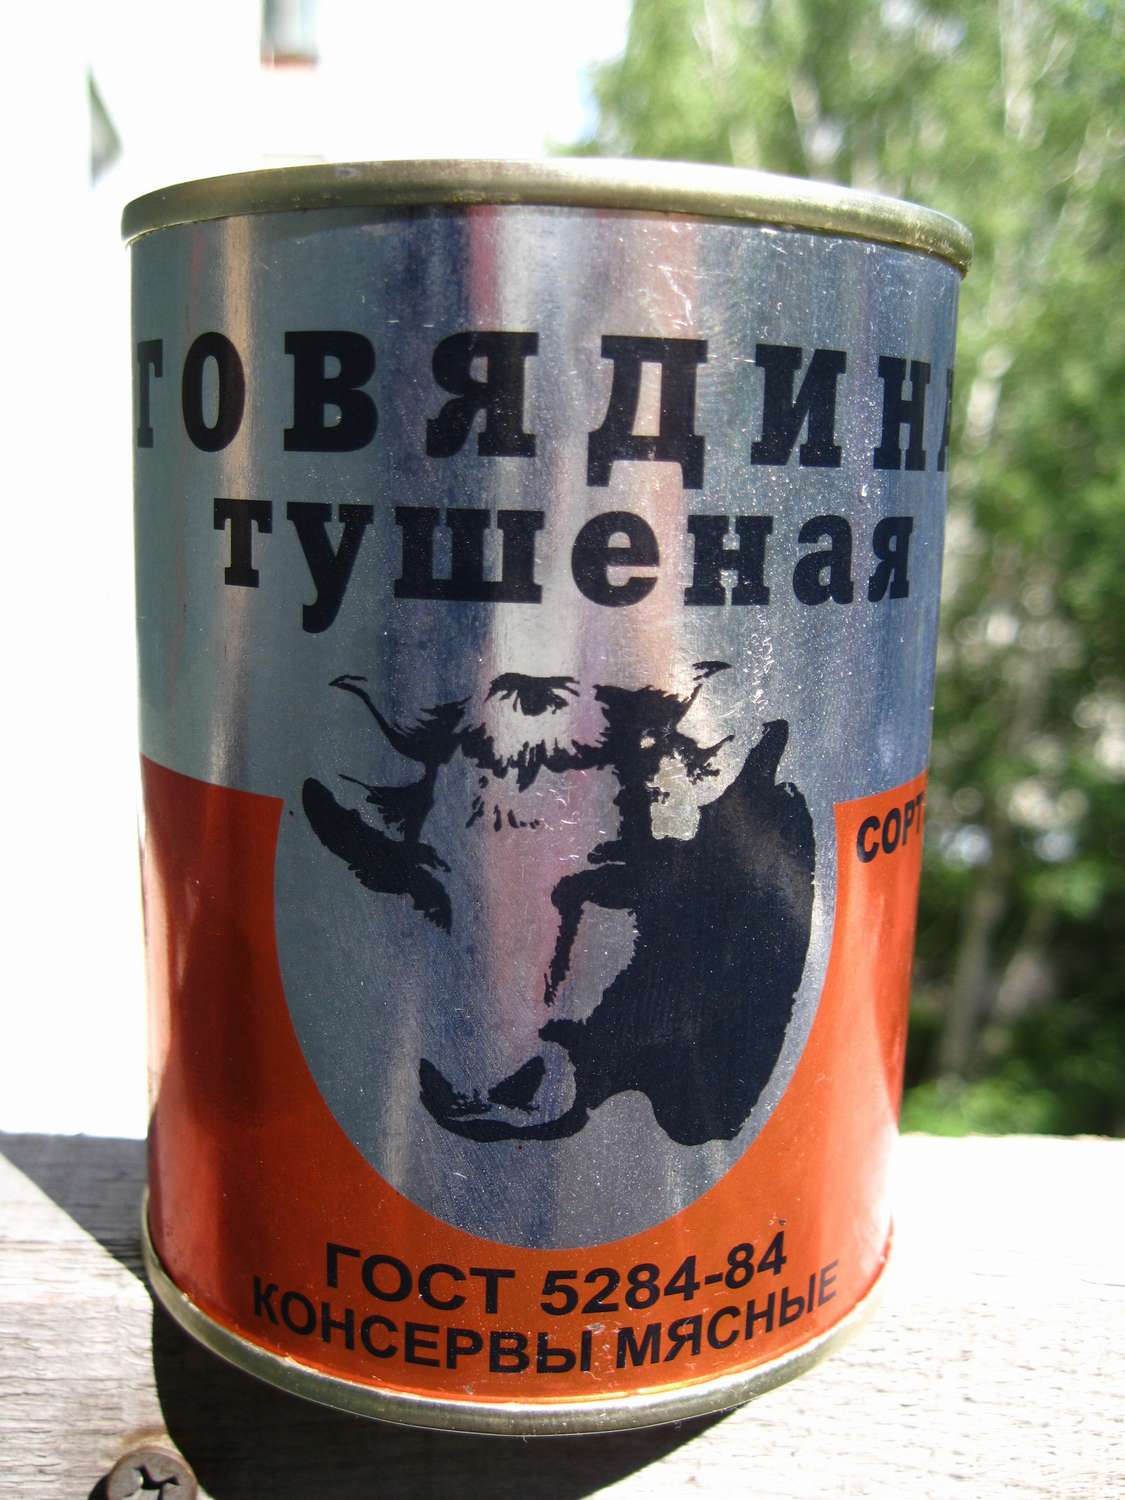 ГОВЯДИНА
тушеная
СОРТ
ГОСТ 5284-84
КОНСЕРВЫ МЯСНЫЕ